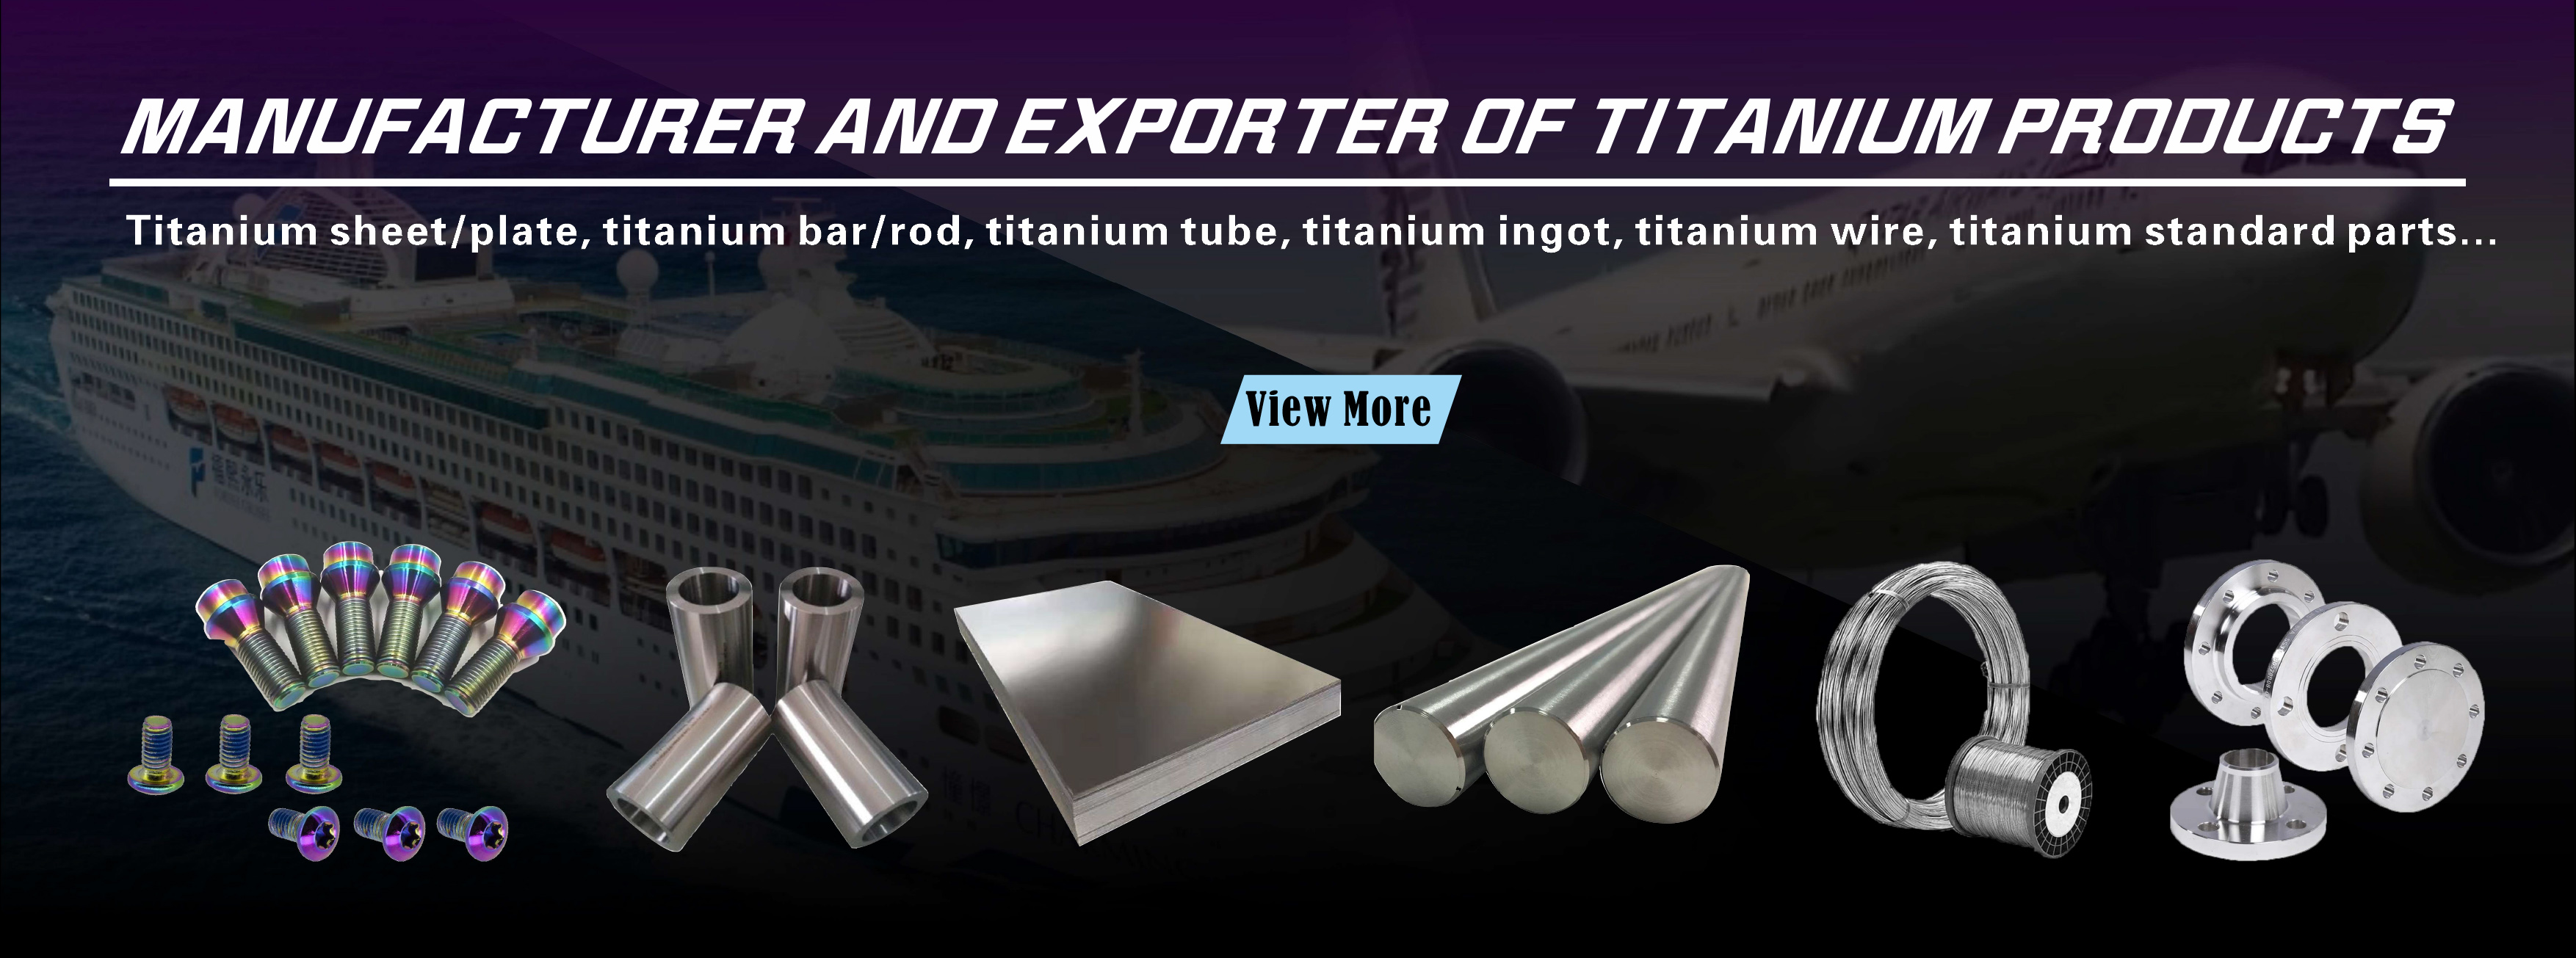 MANUFACTURER AND EXPORTER OF TITANIUM PRODUCTS
Titanium sheet/plate, titanium bar/rod, titanium tube, titanium ingot, titanium wire, titanium standard parts...
View More